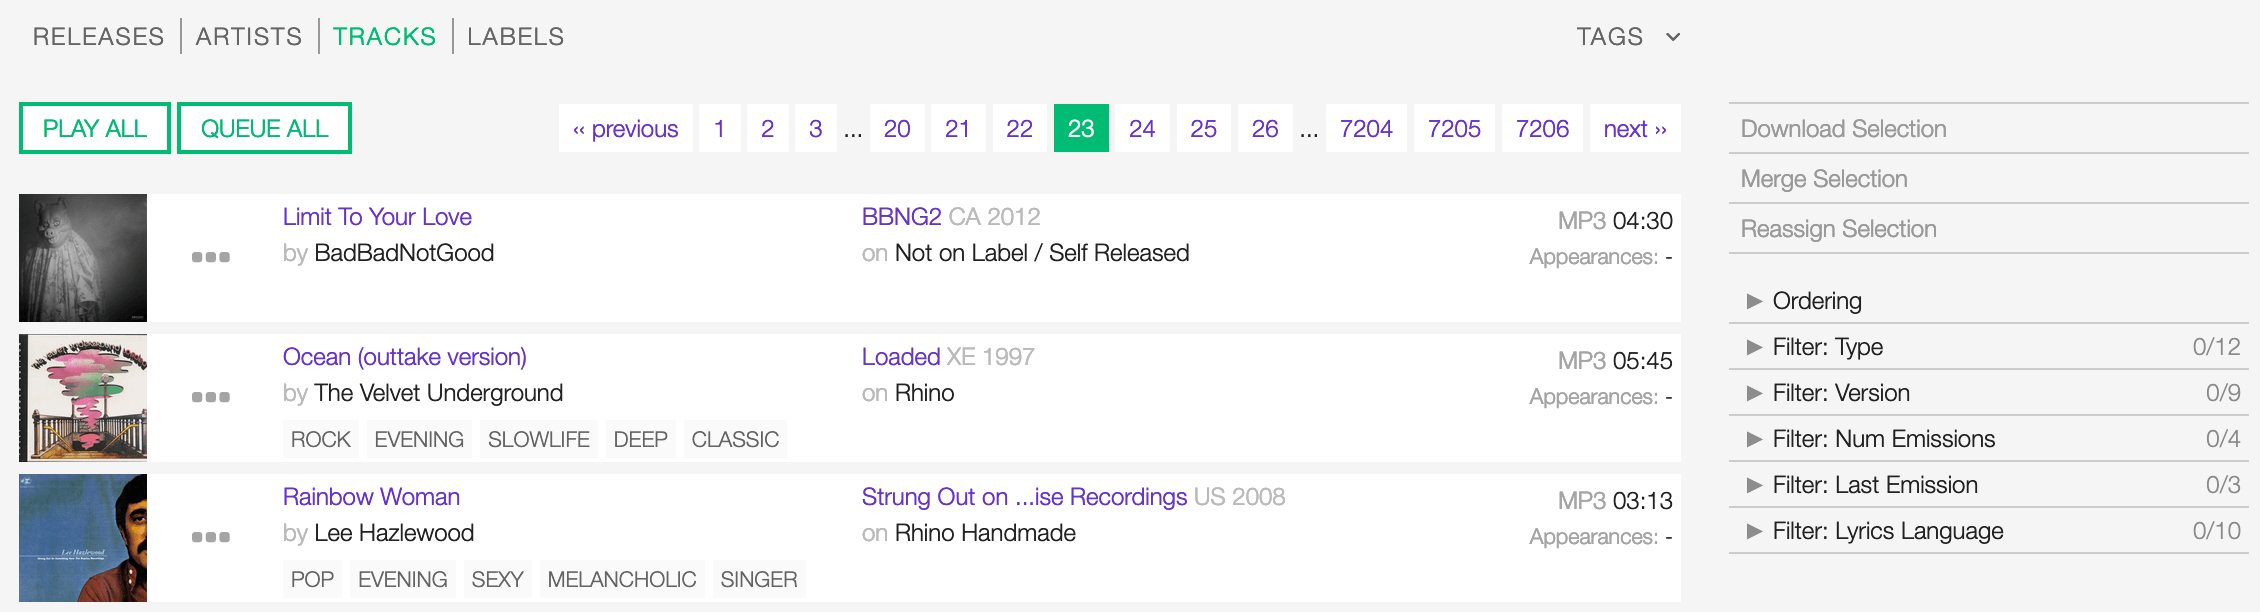 RELEASES ARTISTS TRACKS LABELS TAGS
PLAY ALL QUEUE ALL ‹‹ previous 1 2 3 ... 20 21 22 23 24 25 26 ... 7204 7205 7206 next ››
Limit To Your Love BBNG2 CA 2012 MP3 04:30
by BadBadNotGood on Not on Label / Self Released Appearances: -
Ocean (outtake version) Loaded XE 1997 MP3 05:45
by The Velvet Underground on Rhino Appearances: -
ROCK EVENING SLOWLIFE DEEP CLASSIC
Rainbow Woman Strung Out on ...ise Recordings US 2008 MP3 03:13
by Lee Hazlewood on Rhino Handmade Appearances: -
Lee Hazlewood
POP EVENING SEXY MELANCHOLIC SINGER
Download Selection
Merge Selection
Reassign Selection
Ordering
Filter: Type 0/12
Filter: Version 0/9
Filter: Num Emissions 0/4
Filter: Last Emission 0/3
Filter: Lyrics Language 0/10